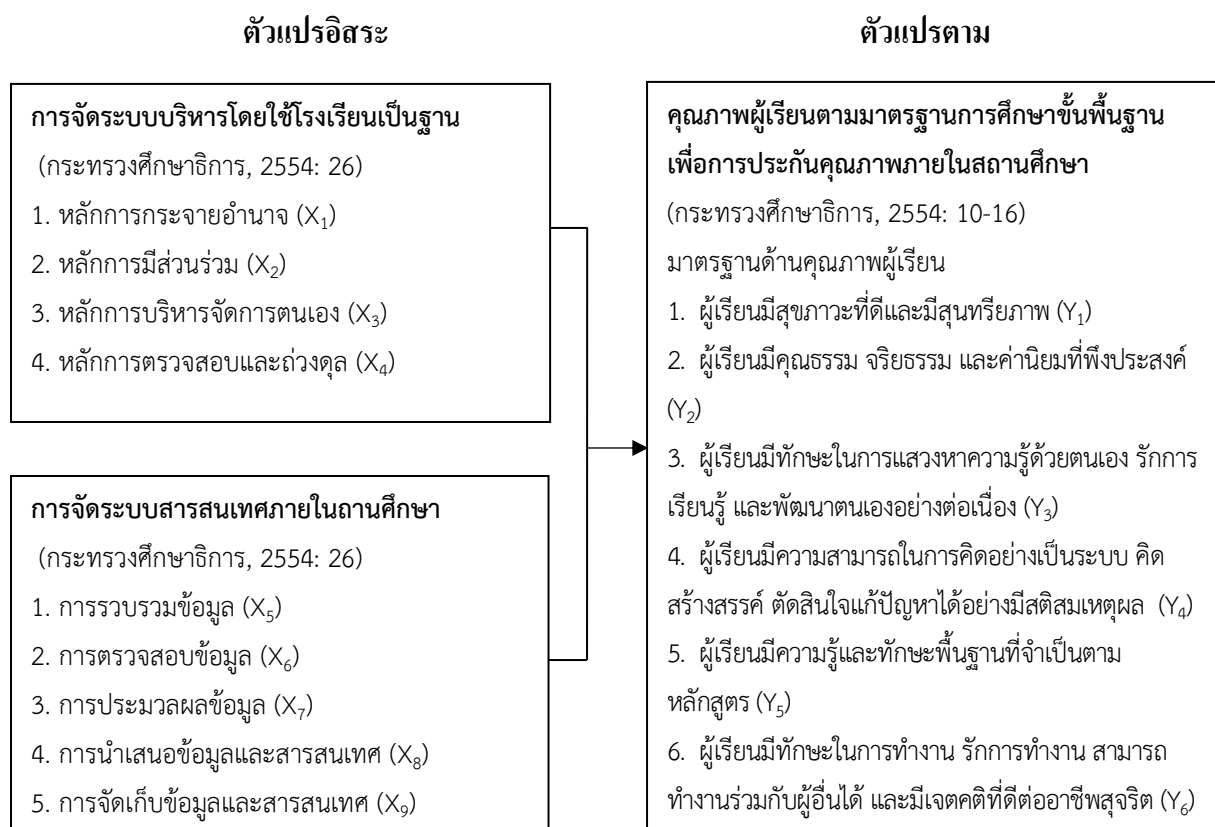 ตัวแปรอิสระ
ตัวแปรตาม
การจัดระบบบริหารโดยใช้โรงเรียนเป็นฐาน
(กระทรวงศึกษาธิการ, 2554: 26)
1. หลักการกระจายอำนาจ (X₁)
2. หลักการมีส่วนร่วม (X₂)
3. หลักการบริหารจัดการตนเอง (X₃)
4. หลักการตรวจสอบและถ่วงดุล (X₄)
การจัดระบบสารสนเทศภายในถานศึกษา
(กระทรวงศึกษาธิการ, 2554: 26)
1. การรวบรวมข้อมูล (X₅)
2. การตรวจสอบข้อมูล (X₆)
3. การประมวลผลข้อมูล (X₇)
4. การนำเสนอข้อมูลและสารสนเทศ (X₈)
5. การจัดเก็บข้อมูลและสารสนเทศ (X₉)
คุณภาพผู้เรียนตามมาตรฐานการศึกษาขั้นพื้นฐาน
เพื่อการประกันคุณภาพภายในสถานศึกษา
(กระทรวงศึกษาธิการ, 2554: 10-16)
มาตรฐานด้านคุณภาพผู้เรียน
1. ผู้เรียนมีสุขภาวะที่ดีและมีสุนทรียภาพ (Y₁)
2. ผู้เรียนมีคุณธรรม จริยธรรม และค่านิยมที่พึงประสงค์
(Y₂)
3. ผู้เรียนมีทักษะในการแสวงหาความรู้ด้วยตนเอง รักการ
เรียนรู้ และพัฒนาตนเองอย่างต่อเนื่อง (Y₃)
4. ผู้เรียนมีความสามารถในการคิดอย่างเป็นระบบ คิด
สร้างสรรค์ ตัดสินใจแก้ปัญหาได้อย่างมีสติสมเหตุผล (Y₄)
5. ผู้เรียนมีความรู้และทักษะพื้นฐานที่จำเป็นตาม
หลักสูตร (Y₅)
6. ผู้เรียนมีทักษะในการทำงาน รักการทำงาน สามารถ
ทำงานร่วมกับผู้อื่นได้ และมีเจตคติที่ดีต่ออาชีพสุจริต (Y₆)